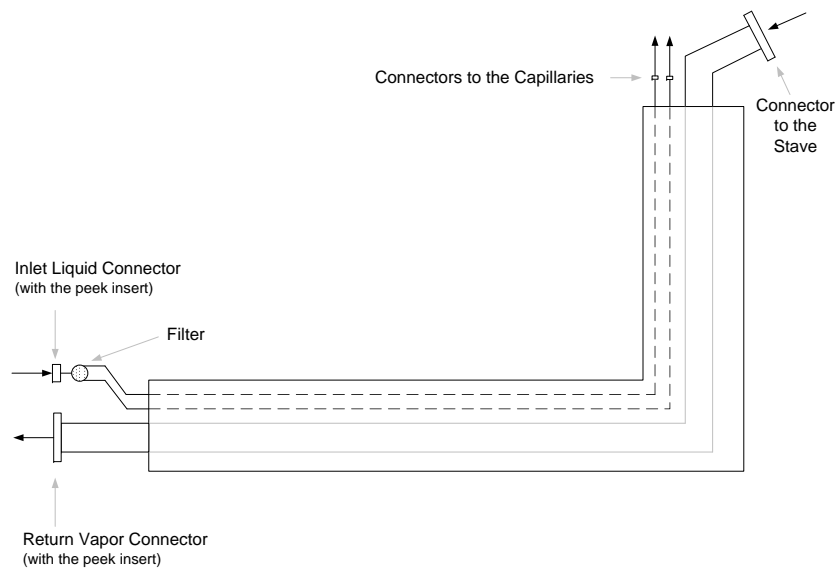 Connectors to the Capillaries
Connector
to the
Stave
Inlet Liquid Connector
(with the peek insert)
Filter
Return Vapor Connector
(with the peek insert)